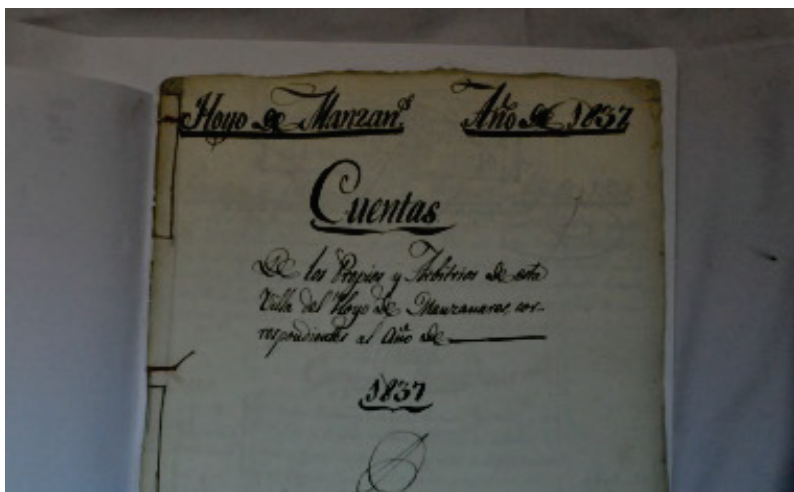 Hoyo de Manzan.s Año de 1837
Cuentas
De los Propios y Arbitrios de esta
Villa del Hoyo de Manzanares, cor-
respondientes al Año de
1837